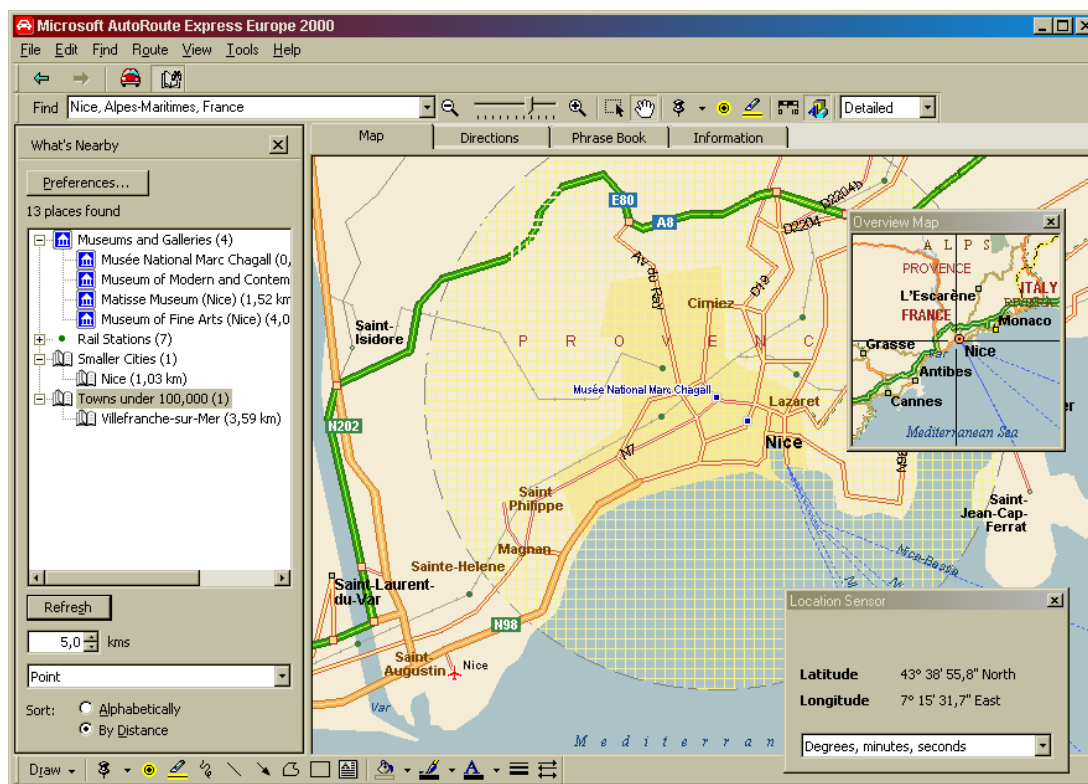 Microsoft AutoRoute Express Europe 2000
File Edit Find Route View Tools Help
Find Nice, Alpes-Maritimes, France Detailed
What's Nearby
Preferences...
13 places found
Museums and Galleries (4)
Musée National Marc Chagall (0,
Museum of Modern and Contem
Matisse Museum (Nice) (1,52 km
Museum of Fine Arts (Nice) (4,0
Rail Stations (7)
Smaller Cities (1)
Nice (1,03 km)
Towns under 100,000 (1)
Villefranche-sur-Mer (3,59 km)
Refresh
5,0 kms
Point
Sort: Alphabetically
By Distance
Map Directions Phrase Book Information
E80
A8
D2204b
D2204
Av du Ray
D19
Cimiez
Saint-
Isidore
P R O V E N C
Musée National Marc Chagall
Lazaret
N202
N7
Nice
Saint
Philippe
Magnan
Sainte-Helene
Saint-Laurent-
du-Var
N98
Saint-
Augustin
Nice
Var
Saint-
Jean-Cap-
Ferrat
M e d i t e r r a n
Overview Map
A L P S
PROVENCE
L'Escarène
ITALY
FRANCE
Monaco
Grasse
Var
Nice
Antibes
Cannes
Mediterranean Sea
Location Sensor
Latitude 43° 38' 55,8" North
Longitude 7° 15' 31,7" East
Degrees, minutes, seconds
Draw